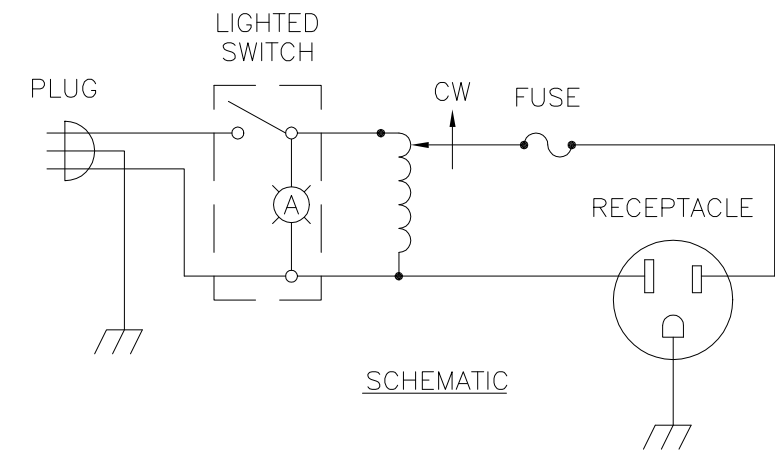 LIGHTED
SWITCH
PLUG
CW
FUSE
A
RECEPTACLE
SCHEMATIC